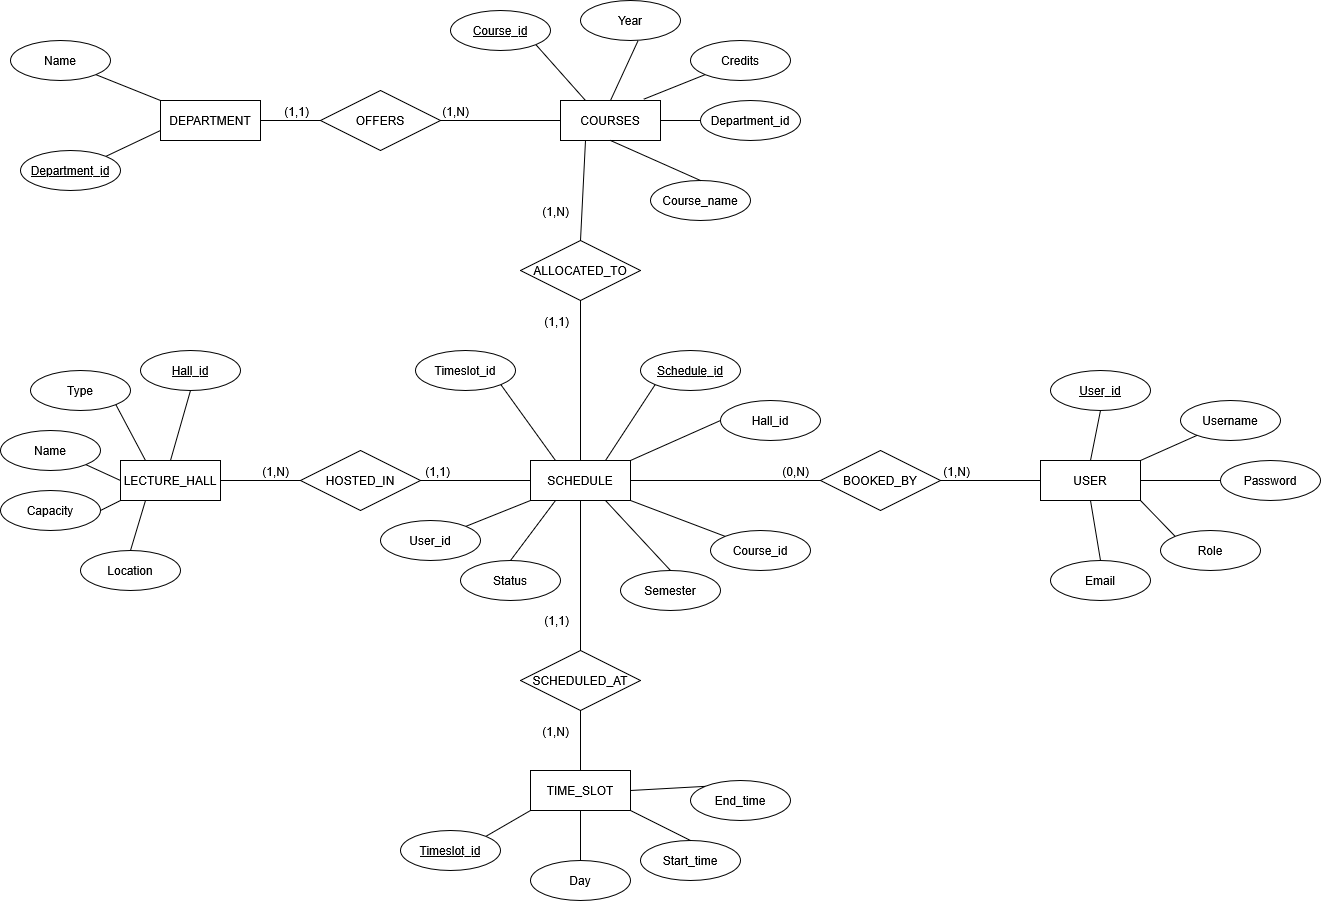 Course_id
Year
Name
Credits
DEPARTMENT
(1,1)
OFFERS
(1,N)
COURSES
Department_id
Department_id
Course_name
(1,N)
ALLOCATED_TO
(1,1)
Hall_id
Timeslot_id
Schedule_id
User_id
Type
Hall_id
Username
Name
LECTURE_HALL
(1,N)
HOSTED_IN
(1,1)
SCHEDULE
(0,N)
BOOKED_BY
(1,N)
USER
Password
Capacity
User_id
Course_id
Role
Location
Status
Semester
Email
(1,1)
SCHEDULED_AT
(1,N)
TIME_SLOT
End_time
Timeslot_id
Start_time
Day